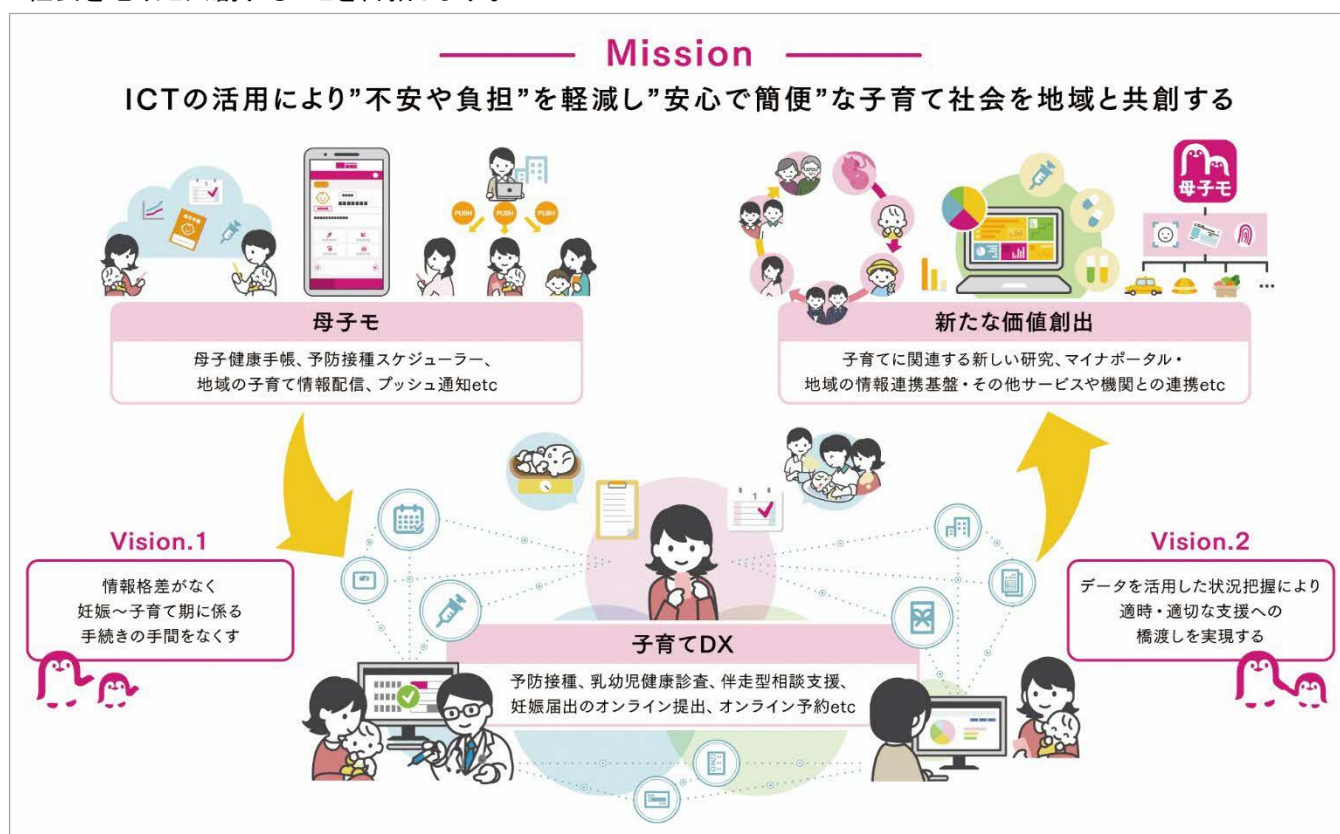 Mission
ICTの活用により”不安や負担”を軽減し”安心で簡便”な子育て社会を地域と共創する
PUSH
PUSH
PUSH
母子モ
母子モ
母子健康手帳、予防接種スケジューラー、
地域の子育て情報配信、プッシュ通知etc
新たな価値創出
子育てに関連する新しい研究、マイナポータル・
地域の情報連携基盤・その他サービスや機関との連携etc
Vision.1
情報格差がなく
妊娠〜子育て期に係る
手続きの手間をなくす
Vision.2
データを活用した状況把握により
適時・適切な支援への
橋渡しを実現する
子育てDX
予防接種、乳幼児健康診査、伴走型相談支援、
妊娠届出のオンライン提出、オンライン予約etc